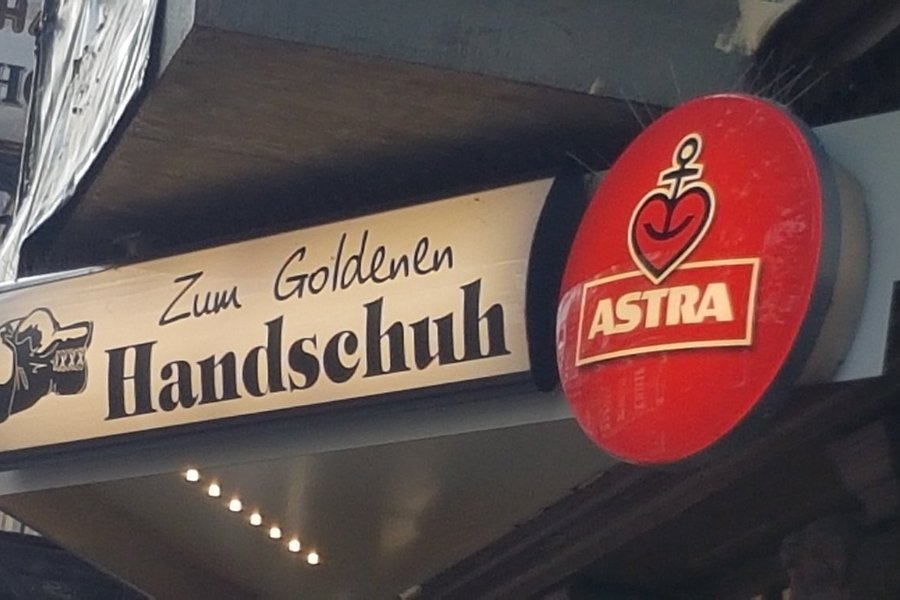 Zum Goldenen
Handschuh
ASTRA